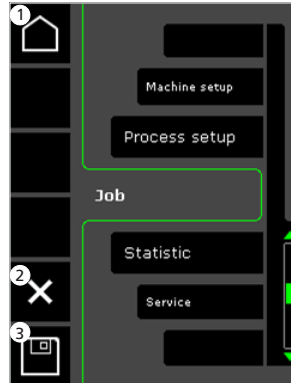 1
Machine setup
Process setup
Job
Statistic
2
Service
3